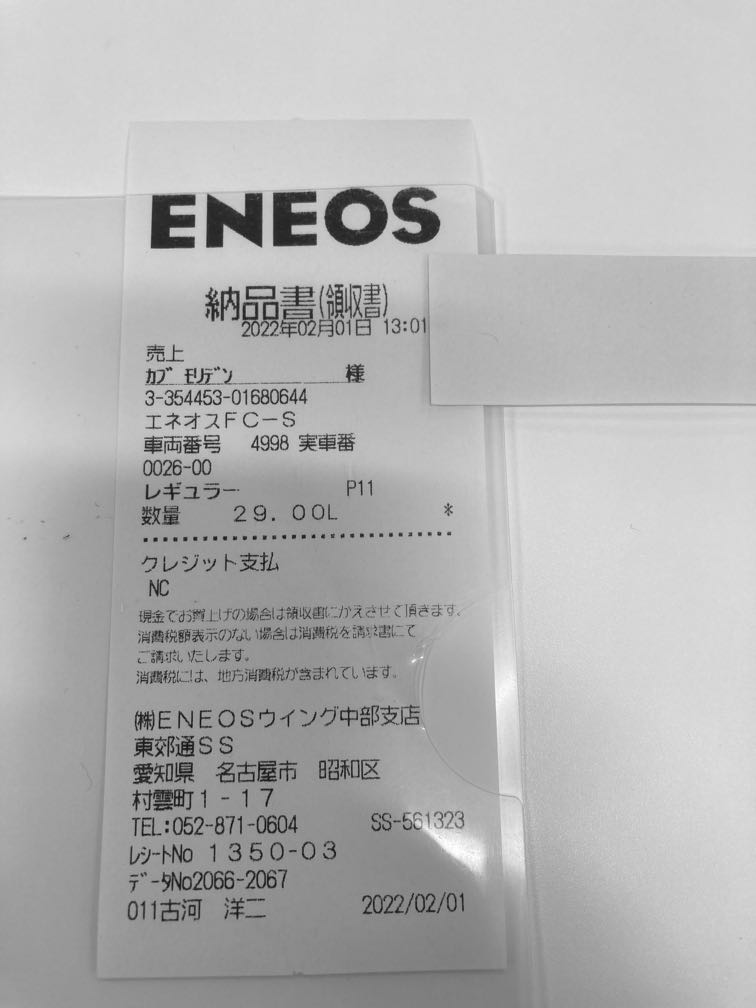 ENEOS
納品書(領収書)
2022年02月01日 13:01
売上
カブ モリデン 様
3-354453-01680644
エネオスFC-S
車両番号 4998 実車番
0026-00
レギュラー P11
数量 29.00L *
クレジット支払
NC
現金でお買上げの場合は領収書にかえさせて頂きます。
消費税額表示のない場合は消費税を請求書にて
ご請求いたします。
消費税には、地方消費税が含まれています。
(株)ENEOSウイング中部支店
東郊通SS
愛知県 名古屋市 昭和区
村雲町1-17
TEL:052-871-0604 SS-561323
レシートNo 1350-03
データNo2066-2067
011古河 洋二 2022/02/01